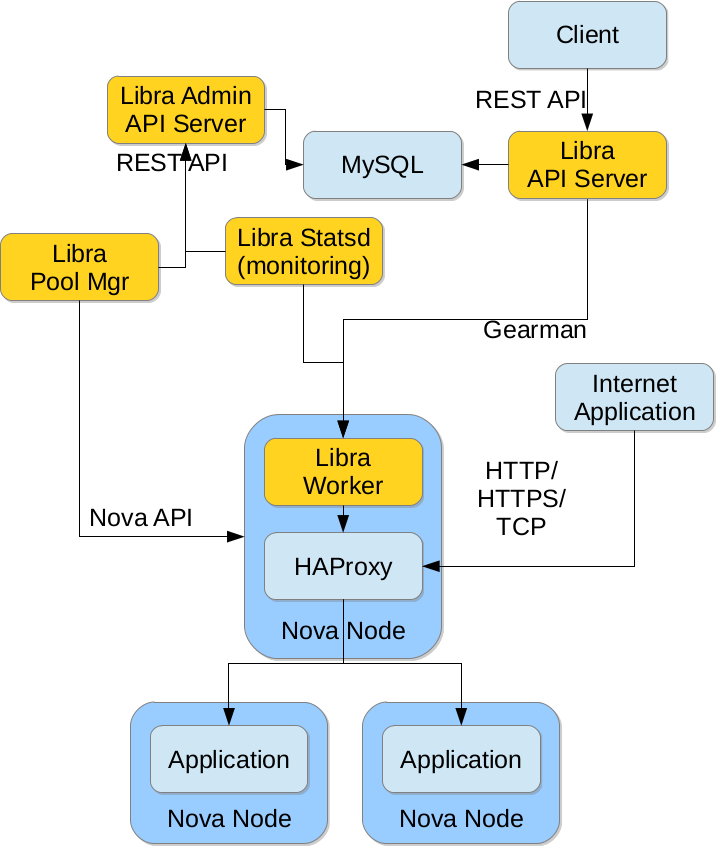 Client
REST API
Libra Admin
API Server
REST API
MySQL
Libra
API Server
Libra Statsd
(monitoring)
Libra
Pool Mgr
Gearman
Internet
Application
Libra
Worker
HTTP/
HTTPS/
TCP
Nova API
HAProxy
Nova Node
Application
Nova Node
Application
Nova Node